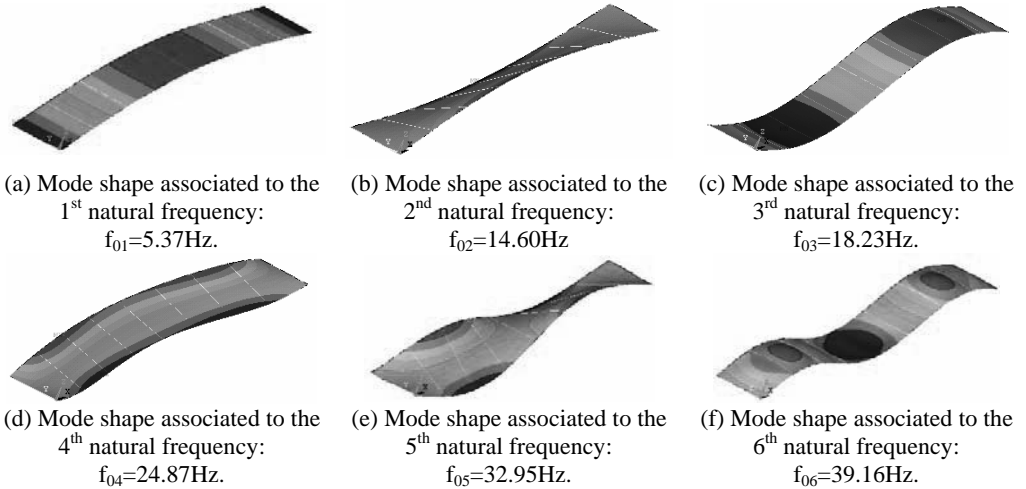 (a) Mode shape associated to the
1st natural frequency:
f01=5.37Hz.
(b) Mode shape associated to the
2nd natural frequency:
f02=14.60Hz
(c) Mode shape associated to the
3rd natural frequency:
f03=18.23Hz.
(d) Mode shape associated to the
4th natural frequency:
f04=24.87Hz.
(e) Mode shape associated to the
5th natural frequency:
f05=32.95Hz.
(f) Mode shape associated to the
6th natural frequency:
f06=39.16Hz.